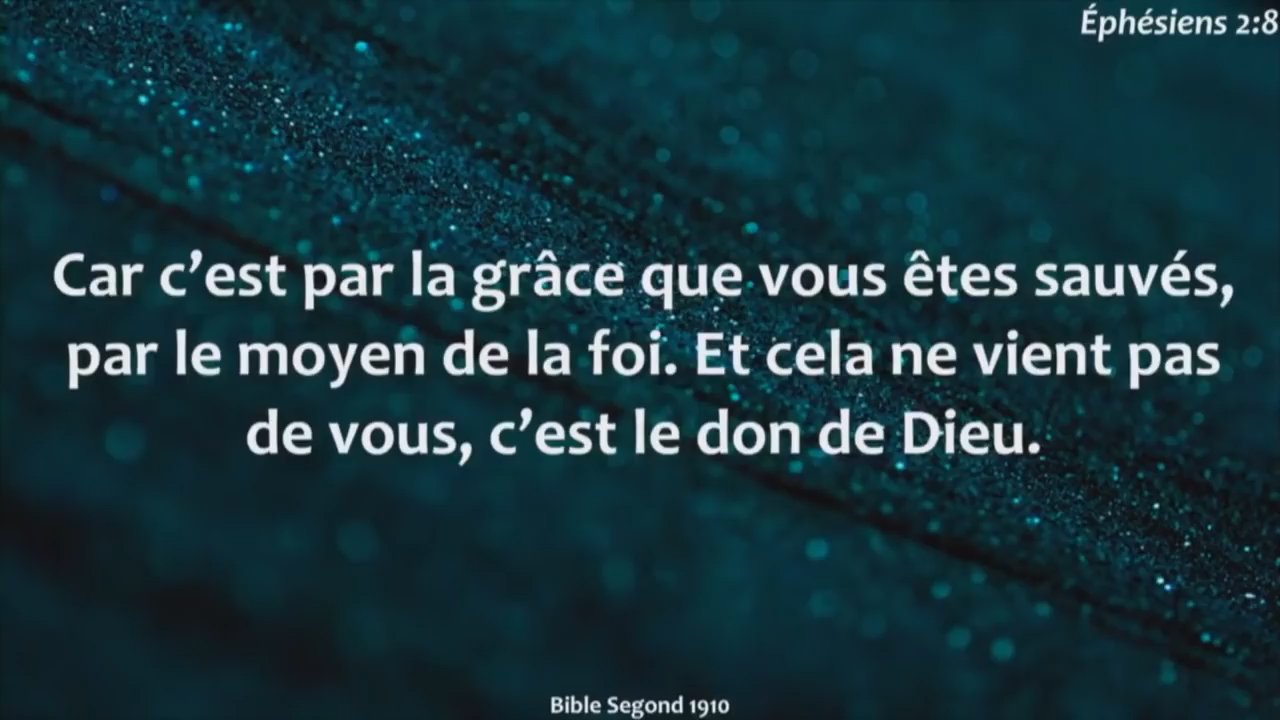 Éphésiens 2:8
Car c’est par la grâce que vous êtes sauvés,
par le moyen de la foi. Et cela ne vient pas
de vous, c’est le don de Dieu.
Bible Segond 1910